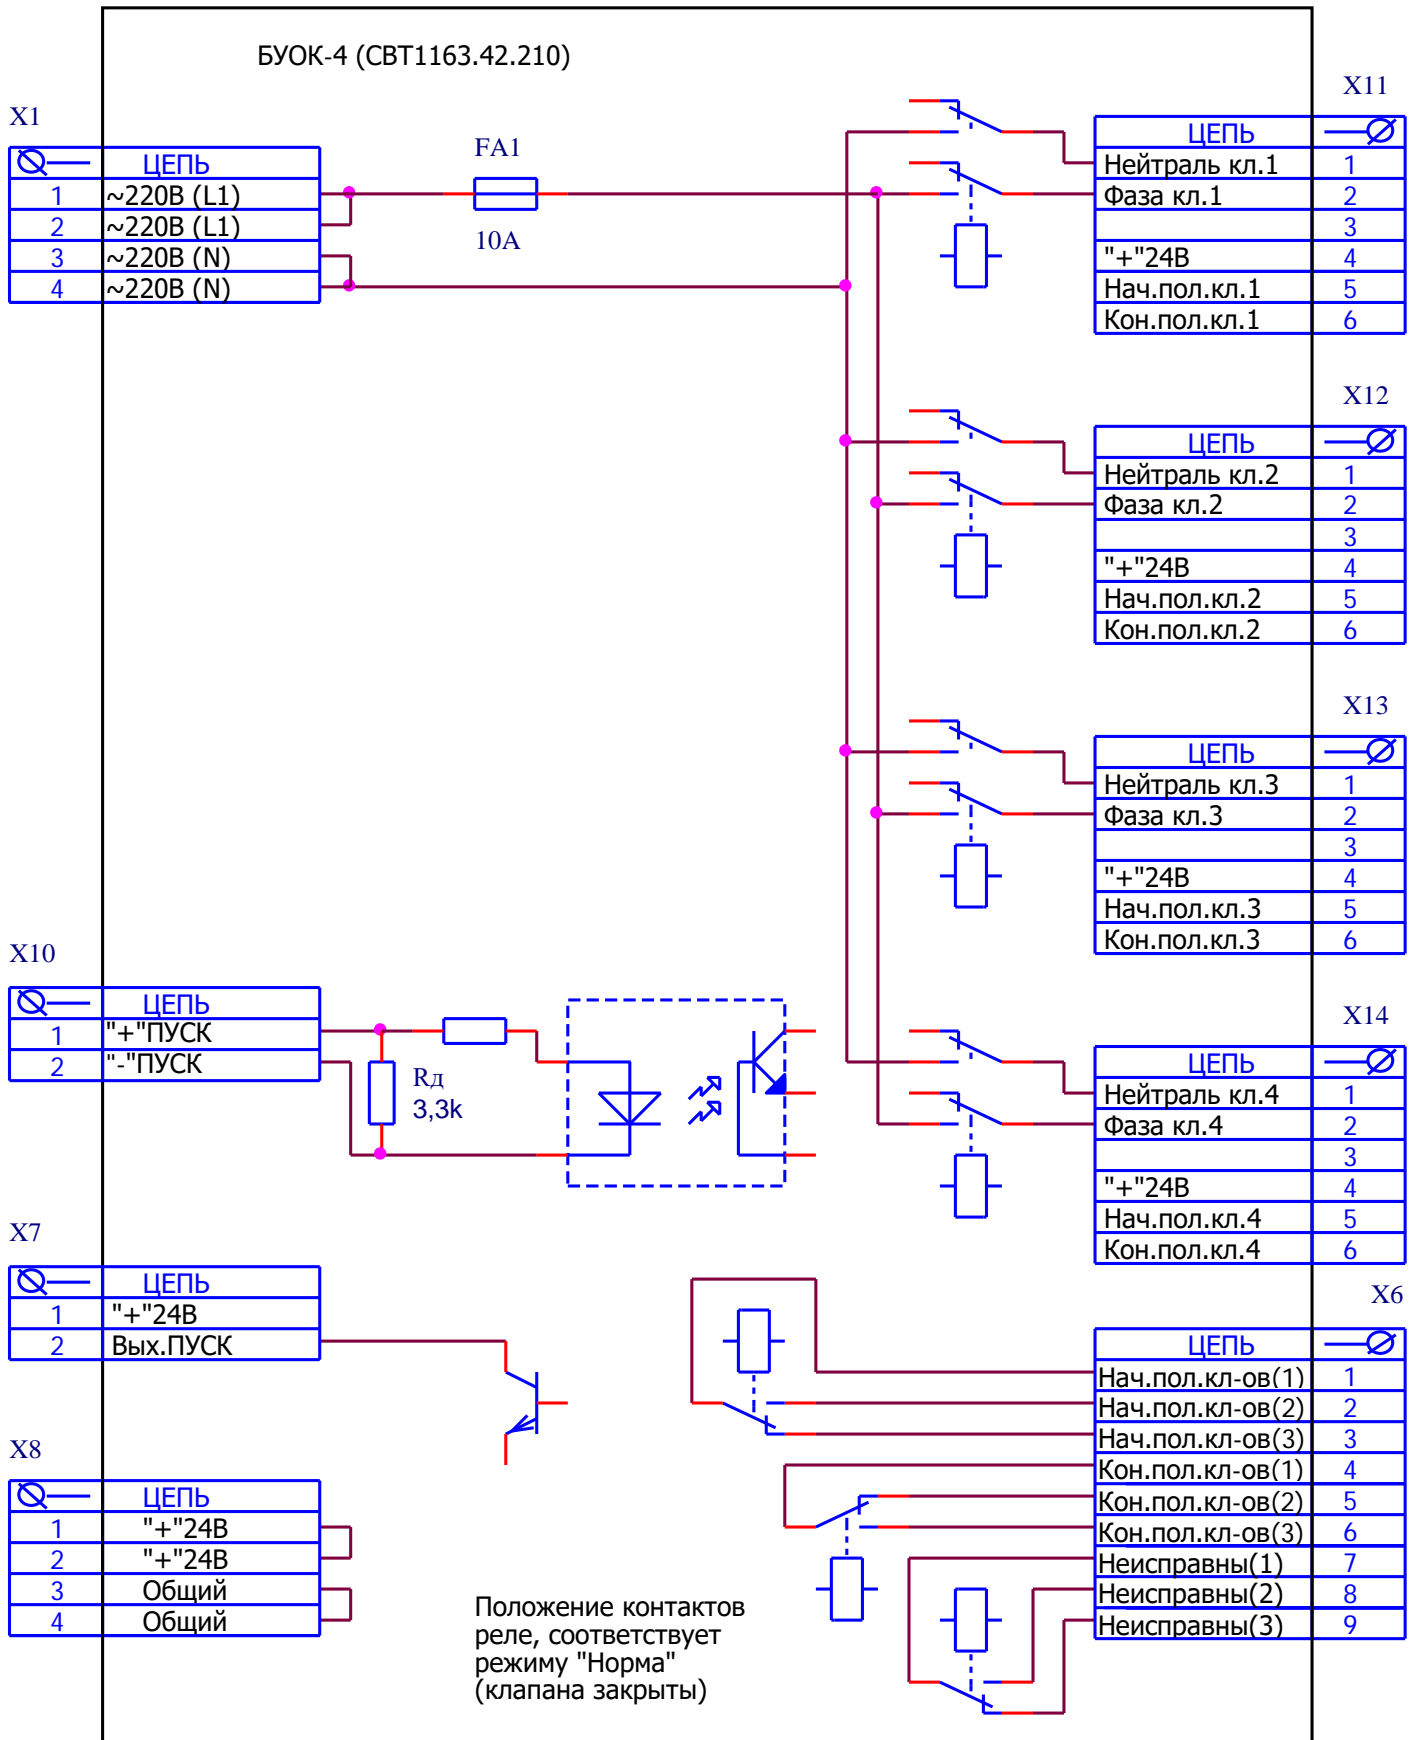 БУОК-4 (СВТ1163.42.210)
X1
ЦЕПЬ
1 ~220В (L1)
2 ~220В (L1)
3 ~220В (N)
4 ~220В (N)
FA1
10A
X11
ЦЕПЬ
Нейтраль кл.1 1
Фаза кл.1 2
3
"+"24В 4
Нач.пол.кл.1 5
Кон.пол.кл.1 6
X12
ЦЕПЬ
Нейтраль кл.2 1
Фаза кл.2 2
3
"+"24В 4
Нач.пол.кл.2 5
Кон.пол.кл.2 6
X13
ЦЕПЬ
Нейтраль кл.3 1
Фаза кл.3 2
3
"+"24В 4
Нач.пол.кл.3 5
Кон.пол.кл.3 6
X10
ЦЕПЬ
1 "+"ПУСК
2 "-"ПУСК
Rд
3,3k
X14
ЦЕПЬ
Нейтраль кл.4 1
Фаза кл.4 2
3
"+"24В 4
Нач.пол.кл.4 5
Кон.пол.кл.4 6
X7
ЦЕПЬ
1 "+"24В
2 Вых.ПУСК
X6
ЦЕПЬ
Нач.пол.кл-ов(1) 1
Нач.пол.кл-ов(2) 2
Нач.пол.кл-ов(3) 3
Кон.пол.кл-ов(1) 4
Кон.пол.кл-ов(2) 5
Кон.пол.кл-ов(3) 6
Неисправны(1) 7
Неисправны(2) 8
Неисправны(3) 9
X8
ЦЕПЬ
1 "+"24В
2 "+"24В
3 Общий
4 Общий
Положение контактов
реле, соответствует
режиму "Норма"
(клапана закрыты)